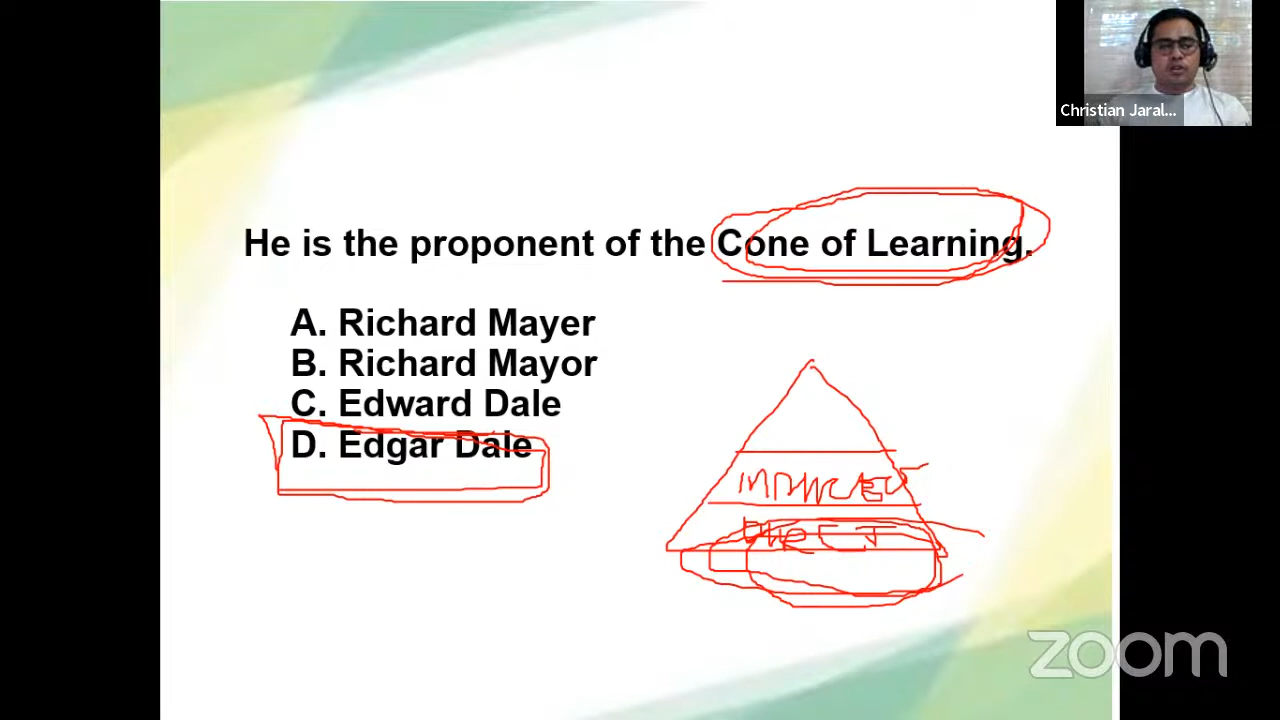 Christian Jaral...
He is the proponent of the Cone of Learning.
A. Richard Mayer
B. Richard Mayor
C. Edward Dale
D. Edgar Dale
INDIRECT
DIRECT
zoom